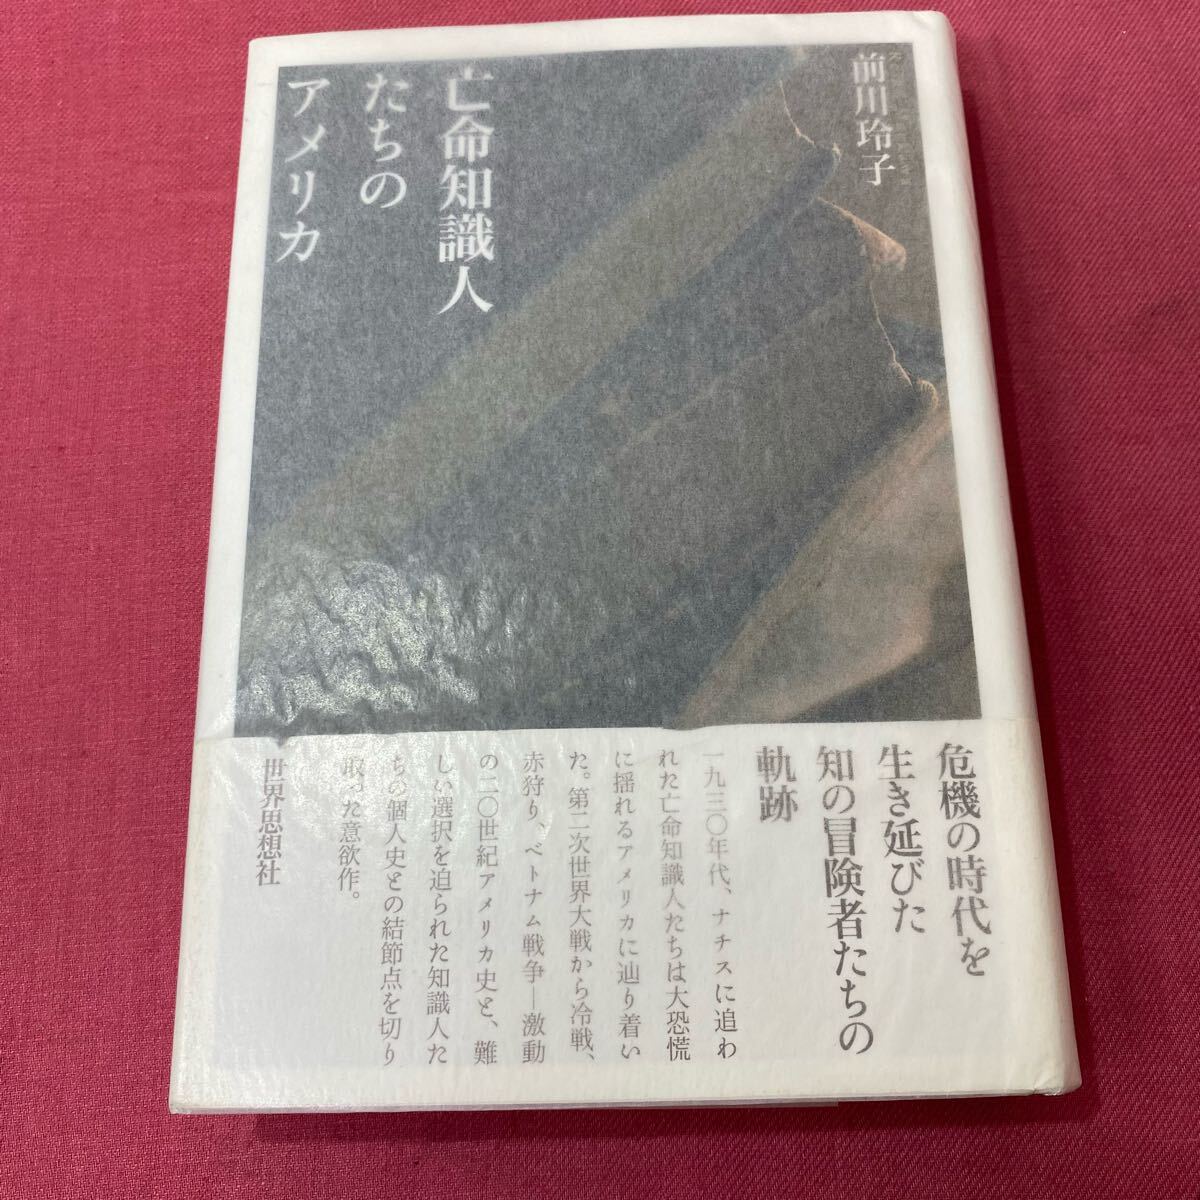 前川玲子
亡命知識人
たちの
アメリカ
危機の時代を
生き延びた
知の冒険者たちの
軌跡
一九三〇年代、ナチスに追わ
れた亡命知識人たちは大恐慌
に揺れるアメリカに辿り着い
た。第二次世界大戦から冷戦、
赤狩り、ベトナム戦争—激動
の二〇世紀アメリカ史と、難
しい選択を迫られた知識人た
ちの個人史との結節点を切り
取った意欲作。
世界思想社